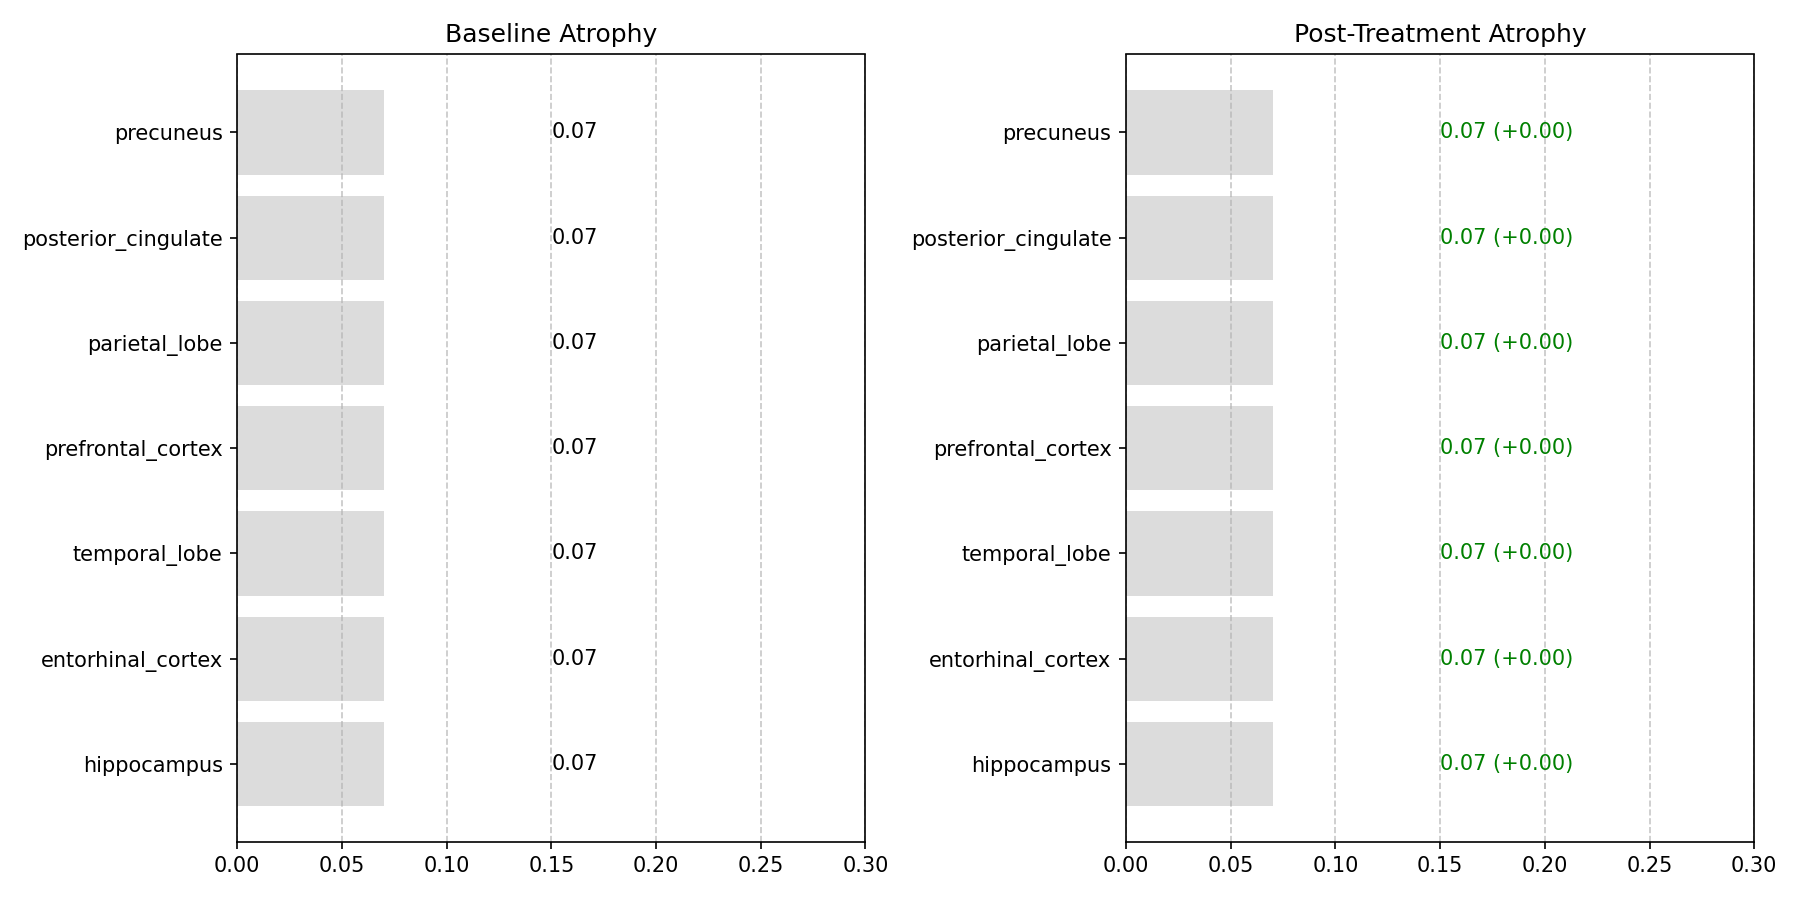 Baseline Atrophy
precuneus
0.07
posterior_cingulate
0.07
parietal_lobe
0.07
prefrontal_cortex
0.07
temporal_lobe
0.07
entorhinal_cortex
0.07
hippocampus
0.07
0.00 0.05 0.10 0.15 0.20 0.25 0.30
Post-Treatment Atrophy
precuneus
0.07 (+0.00)
posterior_cingulate
0.07 (+0.00)
parietal_lobe
0.07 (+0.00)
prefrontal_cortex
0.07 (+0.00)
temporal_lobe
0.07 (+0.00)
entorhinal_cortex
0.07 (+0.00)
hippocampus
0.07 (+0.00)
0.00 0.05 0.10 0.15 0.20 0.25 0.30